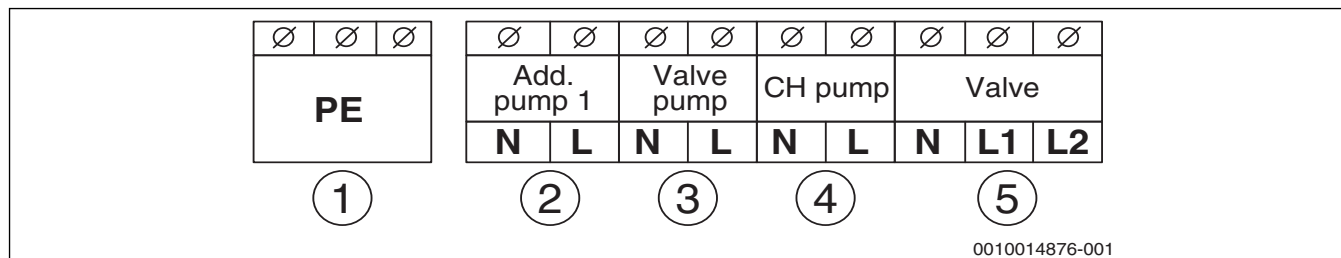 Ø Ø Ø Ø Ø Ø Ø Ø Ø Ø Ø Ø
PE
Add.
pump 1
Valve
pump
CH pump
Valve
N L N L N L N L1 L2
1 2 3 4 5
0010014876-001